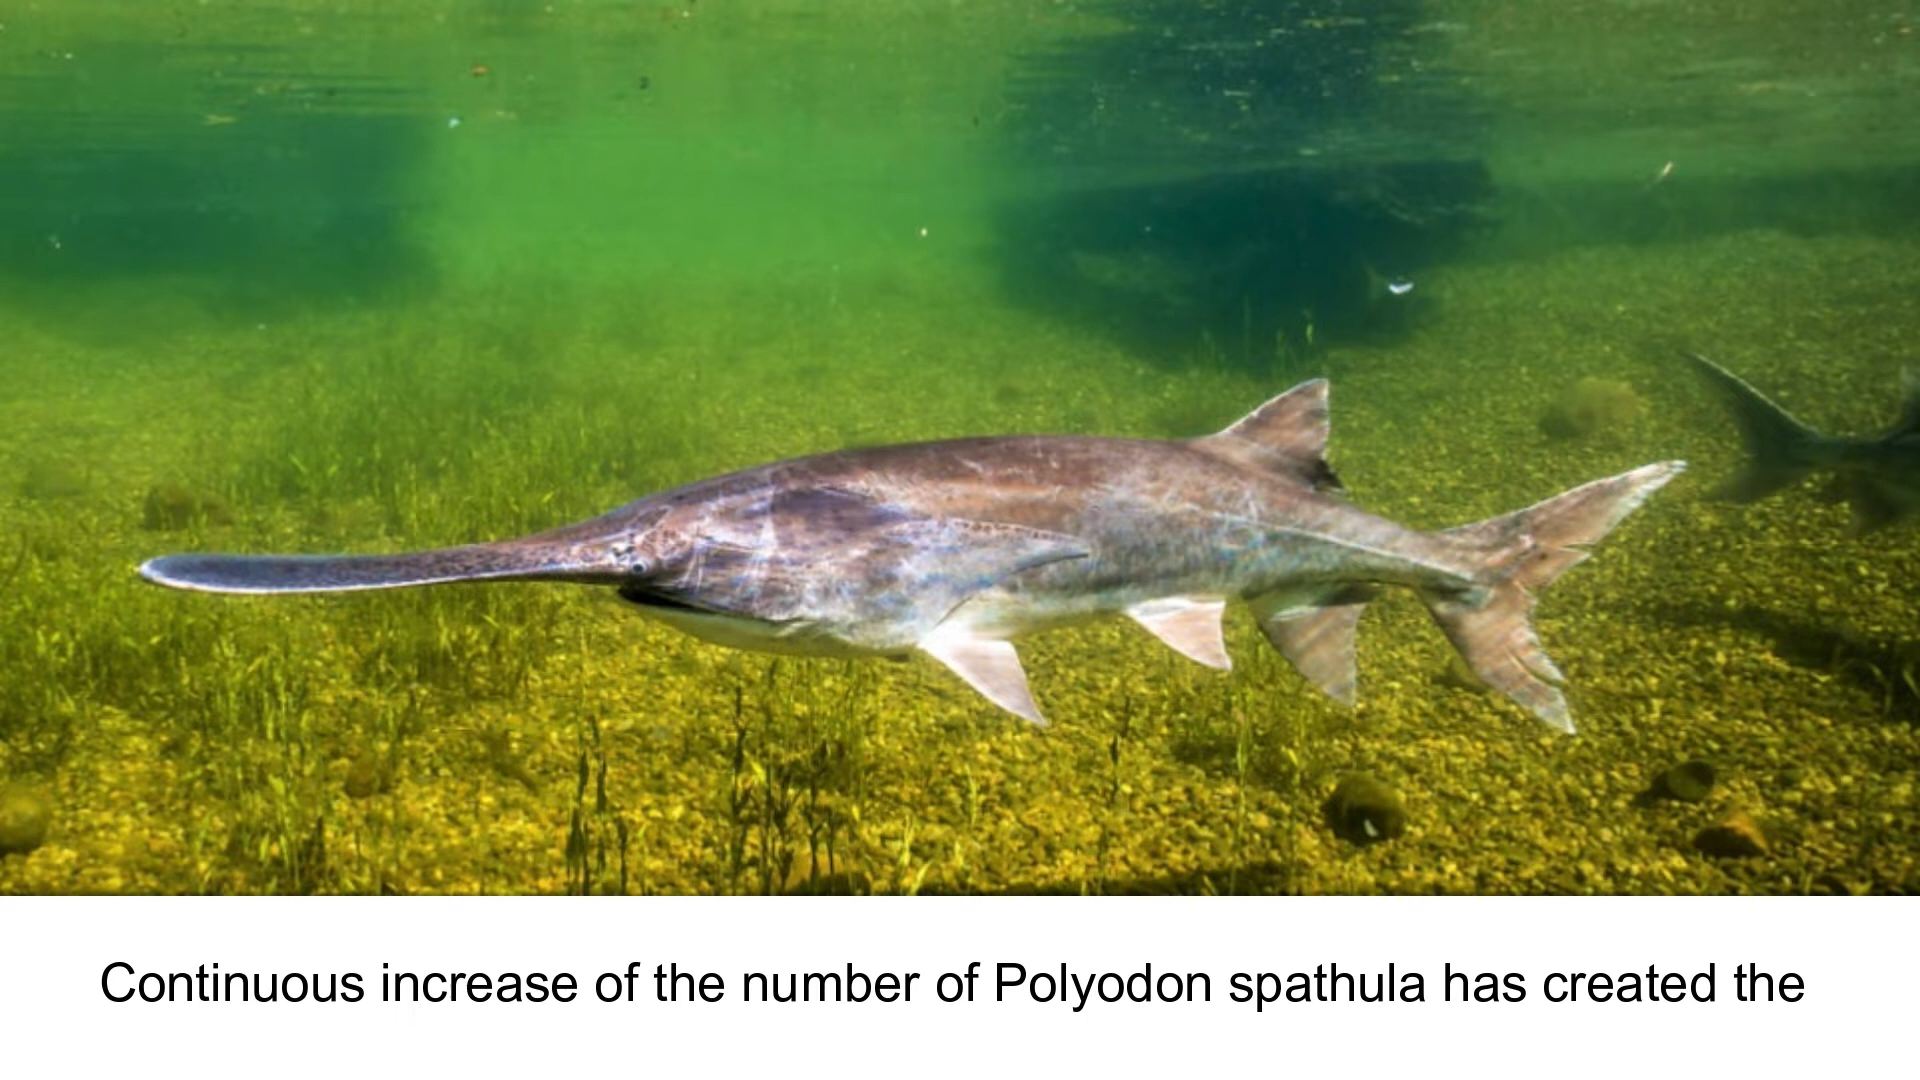 Continuous increase of the number of Polyodon spathula has created the